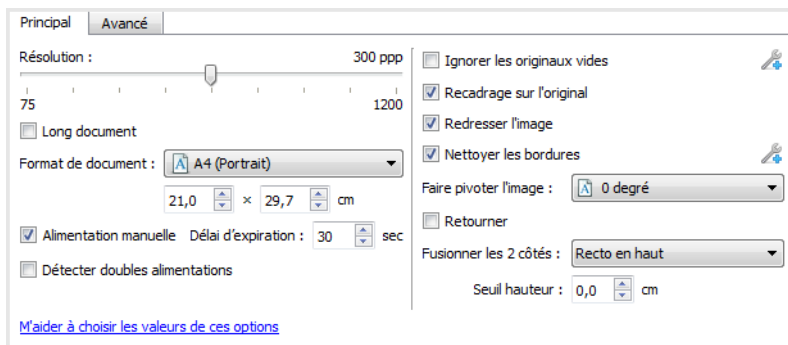 Principal Avancé
Résolution : 300 ppp
75 1200
Long document
Format de document : A4 (Portrait)
21,0 × 29,7 cm
Alimentation manuelle Délai d'expiration : 30 sec
Détecter doubles alimentations
M'aider à choisir les valeurs de ces options
Ignorer les originaux vides
Recadrage sur l'original
Redresser l'image
Nettoyer les bordures
Faire pivoter l'image : 0 degré
Retourner
Fusionner les 2 côtés : Recto en haut
Seuil hauteur : 0,0 cm